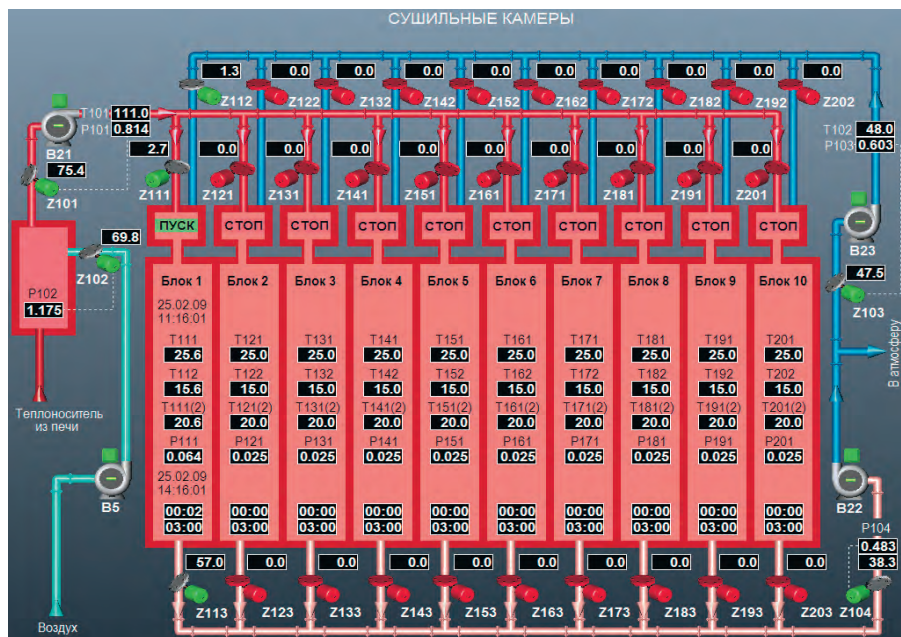 СУШИЛЬНЫЕ КАМЕРЫ
1.3 0.0 0.0 0.0 0.0 0.0 0.0 0.0 0.0 0.0
Z112 Z122 Z132 Z142 Z152 Z162 Z172 Z182 Z192 Z202
T101 111.0
P101 0.814
B21
75.4
Z101
T102 48.0
P103 0.603
2.7 0.0 0.0 0.0 0.0 0.0 0.0 0.0 0.0 0.0
Z111 Z121 Z131 Z141 Z151 Z161 Z171 Z181 Z191 Z201
ПУСК СТОП СТОП СТОП СТОП СТОП СТОП СТОП СТОП СТОП
69.8
Z102
P102
1.175
B23
47.5
Z103
В атмосферу
Блок 1 Блок 2 Блок 3 Блок 4 Блок 5 Блок 6 Блок 7 Блок 8 Блок 9 Блок 10
25.02.09
11:16:01
T111 T121 T131 T141 T151 T161 T171 T181 T191 T201
25.6 25.0 25.0 25.0 25.0 25.0 25.0 25.0 25.0 25.0
T112 T122 T132 T142 T152 T162 T172 T182 T192 T202
15.6 15.0 15.0 15.0 15.0 15.0 15.0 15.0 15.0 15.0
T111(2) T121(2) T131(2) T141(2) T151(2) T161(2) T171(2) T181(2) T191(2) T201(2)
20.6 20.0 20.0 20.0 20.0 20.0 20.0 20.0 20.0 20.0
P111 P121 P131 P141 P151 P161 P171 P181 P191 P201
0.064 0.025 0.025 0.025 0.025 0.025 0.025 0.025 0.025 0.025
25.02.09
14:16:01
00:02 00:00 00:00 00:00 00:00 00:00 00:00 00:00 00:00 00:00
03:00 03:00 03:00 03:00 03:00 03:00 03:00 03:00 03:00 03:00
Теплоноситель
из печи
B5
B22
P104
0.483
38.3
57.0 0.0 0.0 0.0 0.0 0.0 0.0 0.0 0.0 0.0
Z113 Z123 Z133 Z143 Z153 Z163 Z173 Z183 Z193 Z203 Z104
Воздух